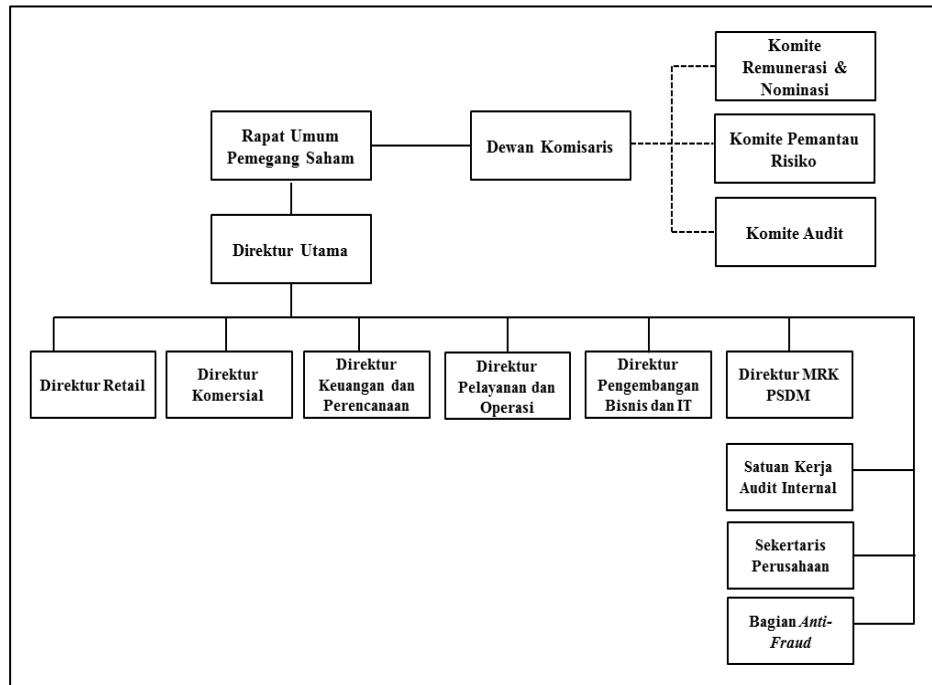 Komite
Remunerasi &
Nominasi
Rapat Umum
Pemegang Saham
Dewan Komisaris
Komite Pemantau
Risiko
Komite Audit
Direktur Utama
Direktur Retail
Direktur
Komersial
Direktur
Keuangan dan
Perencanaan
Direktur
Pelayanan dan
Operasi
Direktur
Pengembangan
Bisnis dan IT
Direktur MRK
PSDM
Satuan Kerja
Audit Internal
Sekertaris
Perusahaan
Bagian Anti-
Fraud